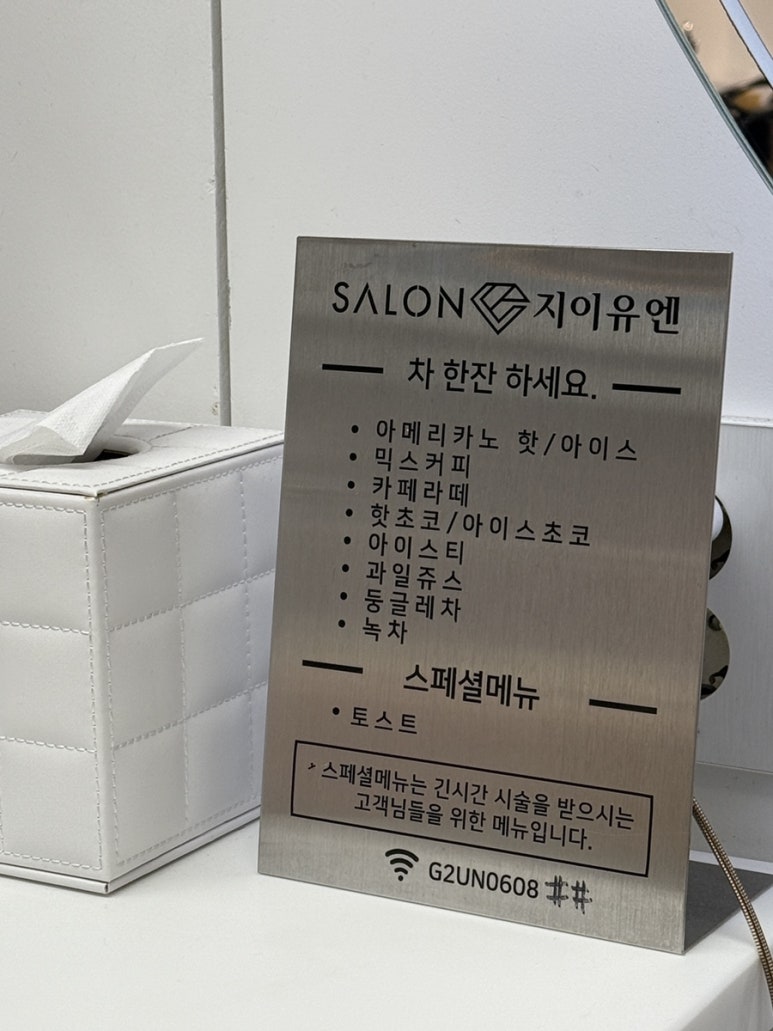 SALON 지이유엔
차 한잔 하세요.
• 아메리카노 핫/아이스
• 믹스커피
• 카페라떼
• 핫초코/아이스초코
• 아이스티
• 과일쥬스
• 둥글레차
• 녹차
스페셜메뉴
• 토스트
스페셜메뉴는 긴시간 시술을 받으시는
고객님들을 위한 메뉴입니다.
G2UN0608##